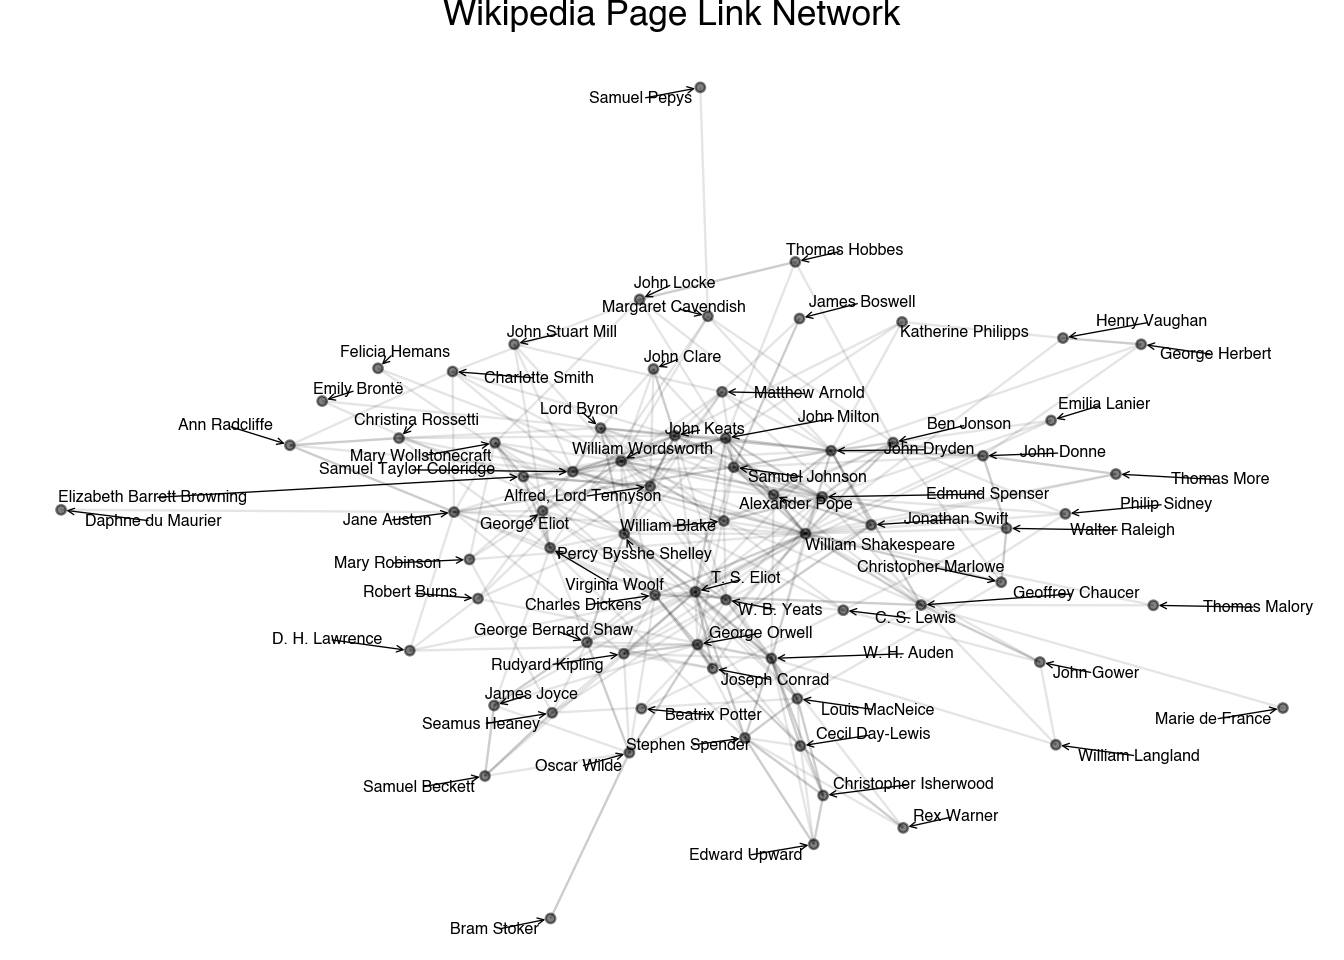 Wikipedia Page Link Network
Samuel Pepys
Thomas Hobbes
John Locke
James Boswell
Margaret Cavendish
Henry Vaughan
John Stuart Mill
Katherine Philipps
Felicia Hemans
George Herbert
John Clare
Charlotte Smith
Emily Brontë
Matthew Arnold
Emilia Lanier
Lord Byron
John Milton
Christina Rossetti
Ann Radcliffe
Ben Jonson
John Keats
William Wordsworth
John Dryden
John Donne
Mary Wollstonecraft
Samuel Taylor Coleridge
Samuel Johnson
Thomas More
Elizabeth Barrett Browning
Alfred, Lord Tennyson
Edmund Spenser
Alexander Pope
Philip Sidney
Daphne du Maurier
Jane Austen
George Eliot
William Blake
Jonathan Swift
Walter Raleigh
William Shakespeare
Percy Bysshe Shelley
Mary Robinson
Christopher Marlowe
Virginia Woolf
T. S. Eliot
Robert Burns
Geoffrey Chaucer
Charles Dickens
W. B. Yeats
Thomas Malory
C. S. Lewis
George Bernard Shaw
George Orwell
D. H. Lawrence
W. H. Auden
Rudyard Kipling
John Gower
Joseph Conrad
James Joyce
Louis MacNeice
Beatrix Potter
Marie de France
Seamus Heaney
Cecil Day-Lewis
Stephen Spender
William Langland
Oscar Wilde
Christopher Isherwood
Samuel Beckett
Rex Warner
Edward Upward
Bram Stoker